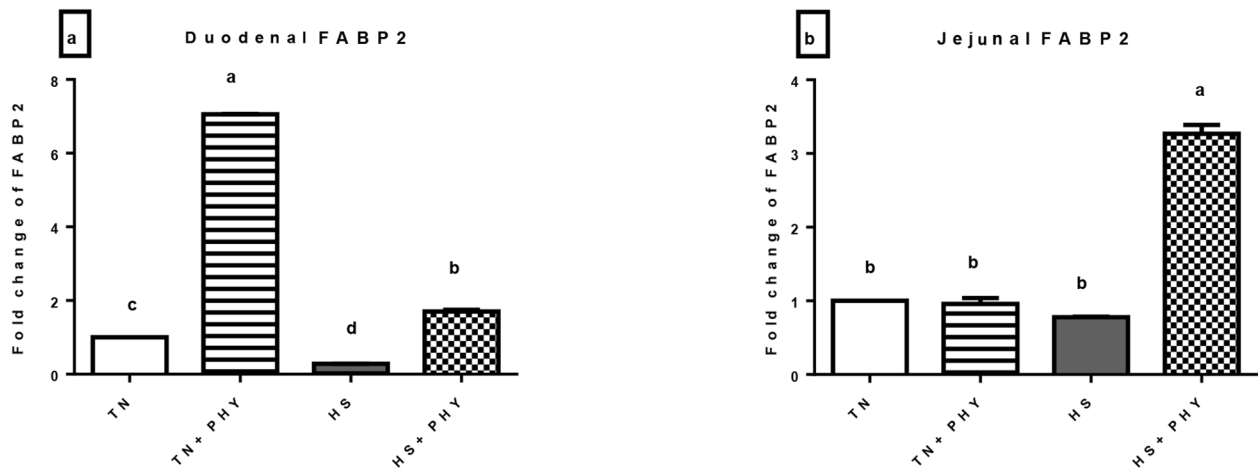 a
Duodenal FABP2
Fold change of FABP2
8
6
4
2
0
a
b
c
d
TN
TN+ PHY
HS
HS+ PHY
b
Jejunal FABP2
Fold change of FABP2
4
3
2
1
0
a
b
b
b
TN
TN+ PHY
HS
HS+ PHY